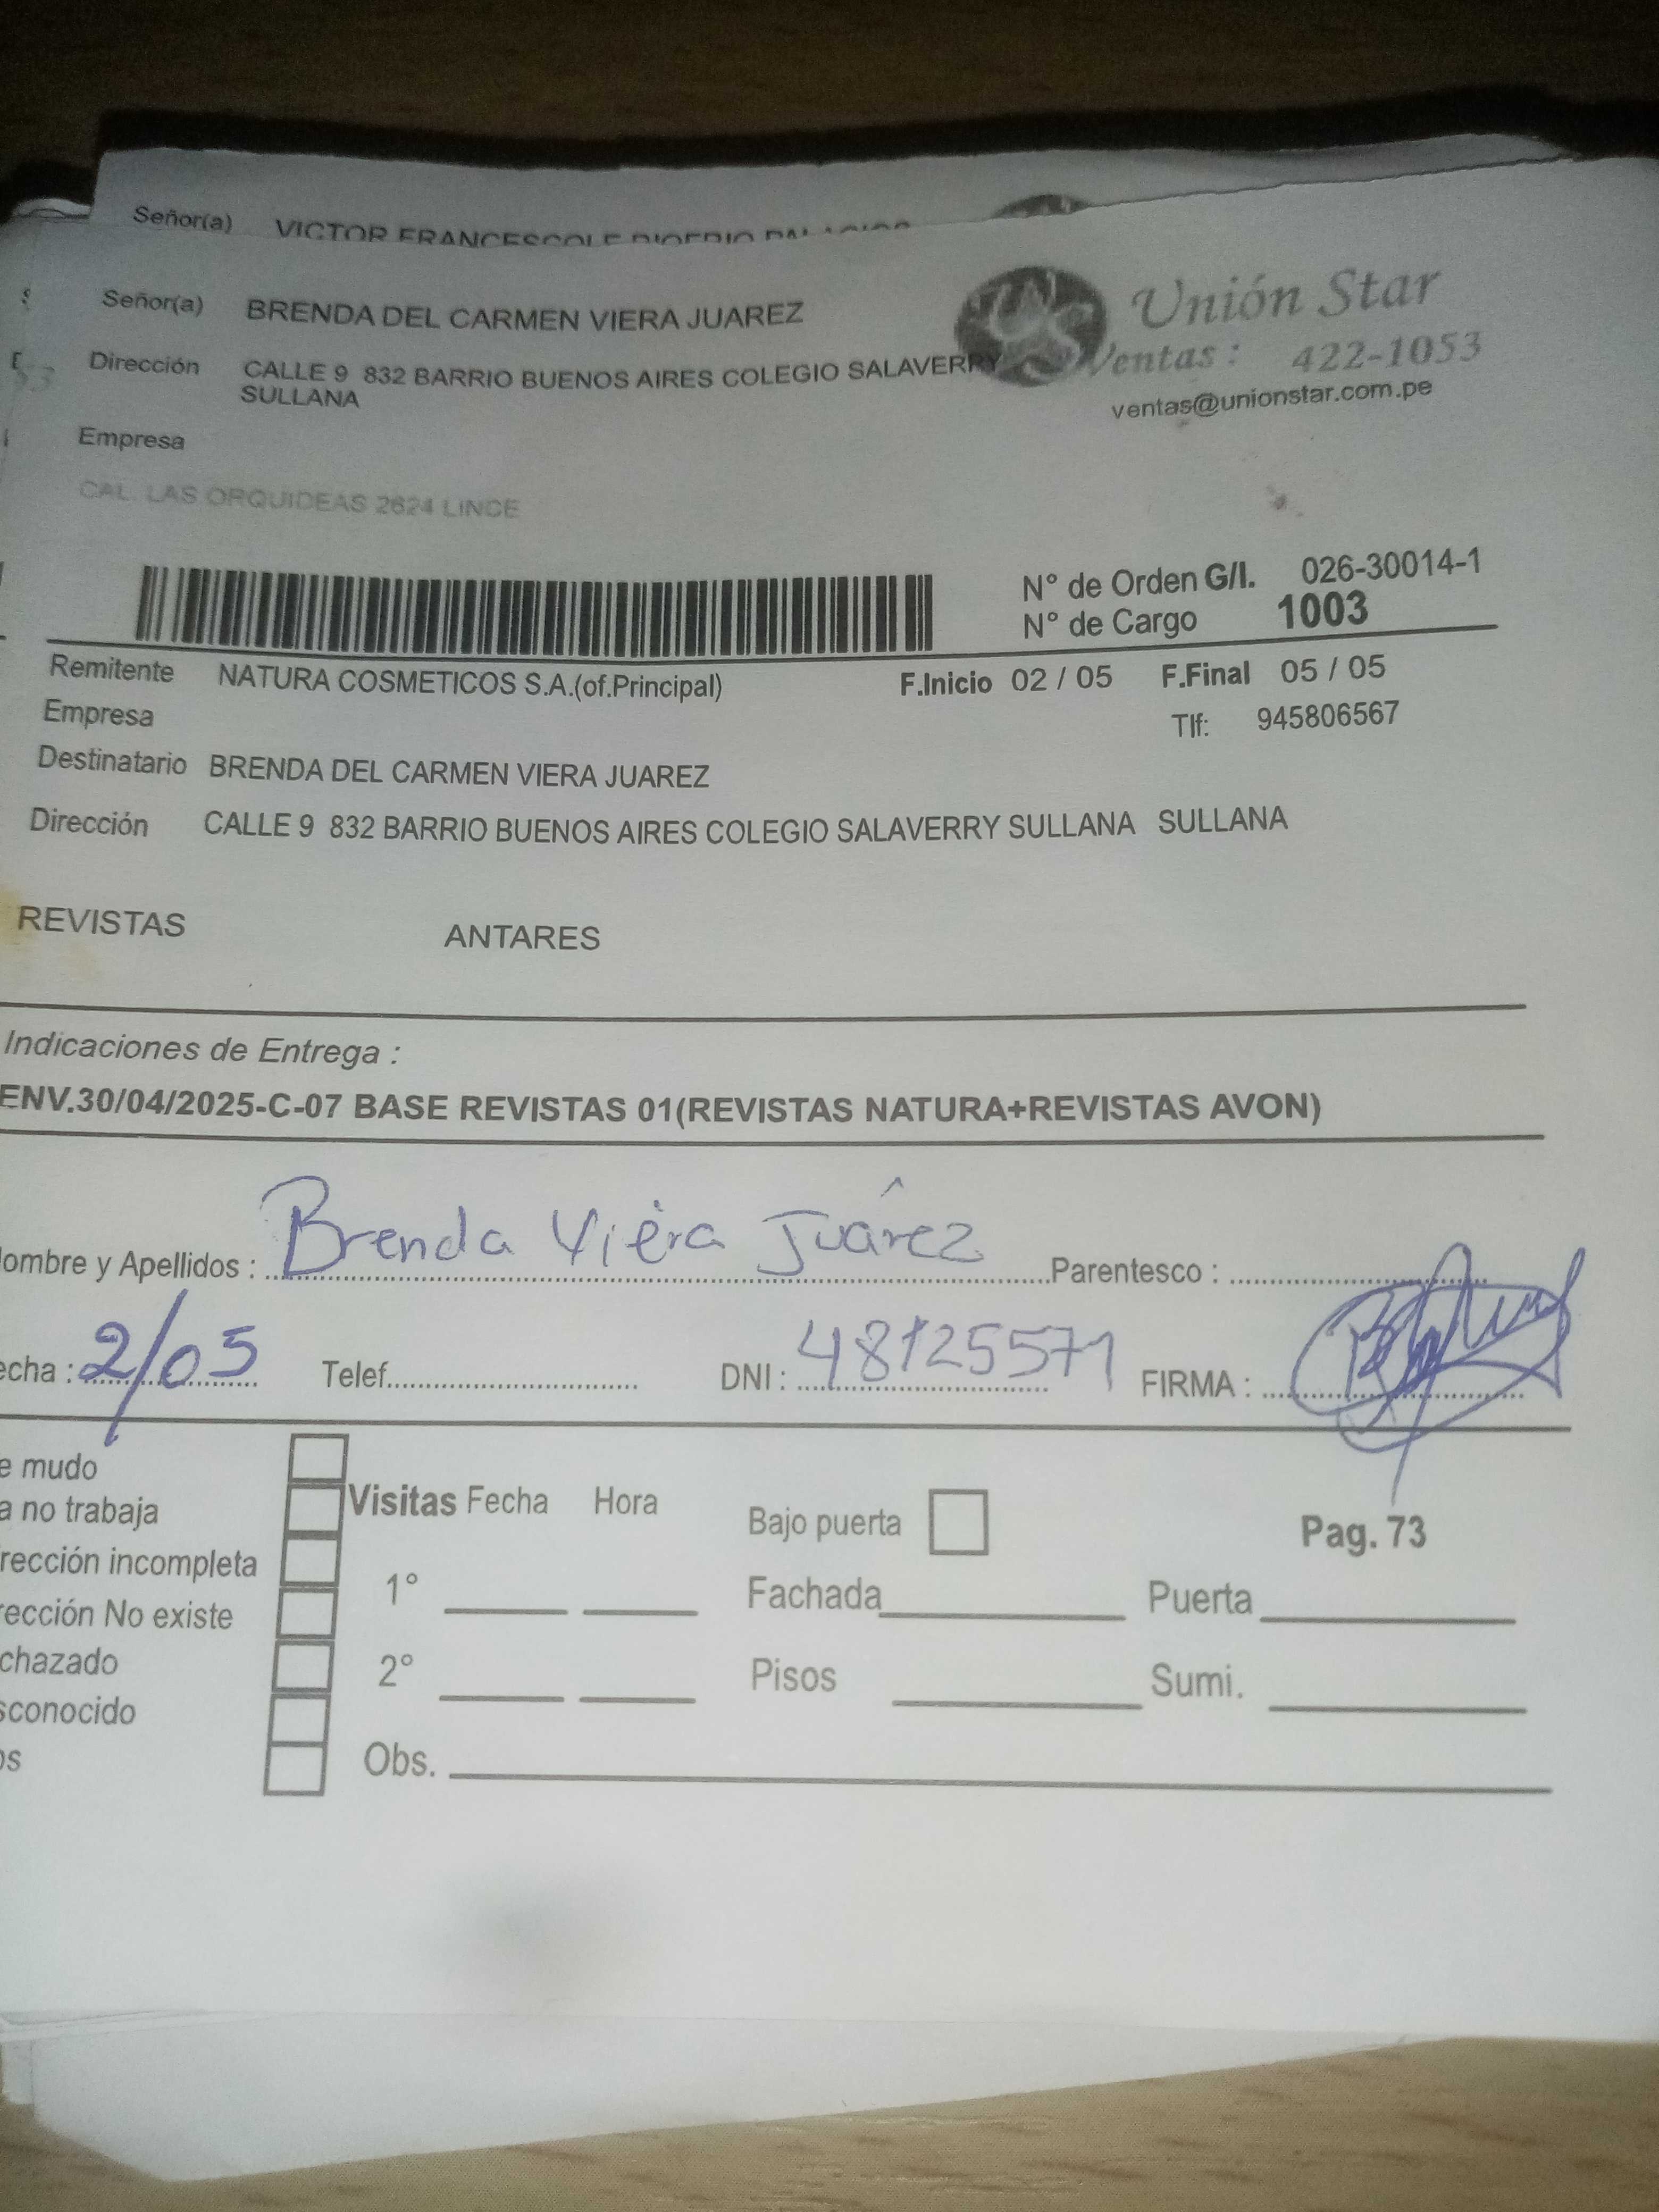 Señor(a) VICTOR
Señor(a) BRENDA DEL CARMEN VIERA JUAREZ
Unión Star
Dirección CALLE 9 832 BARRIO BUENOS AIRES COLEGIO SALAVERRY
SULLANA
Ventas: 422-1053
ventas@unionstar.com.pe
Empresa
CAL. LAS ORQUIDEAS 2624 LINCE
N° de Orden G/I. 026-30014-1
N° de Cargo 1003
Remitente NATURA COSMETICOS S.A.(of.Principal) F.Inicio 02 / 05 F.Final 05 / 05
Empresa Tlf: 945806567
Destinatario BRENDA DEL CARMEN VIERA JUAREZ
Dirección CALLE 9 832 BARRIO BUENOS AIRES COLEGIO SALAVERRY SULLANA SULLANA
REVISTAS ANTARES
Indicaciones de Entrega :
ENV.30/04/2025-C-07 BASE REVISTAS 01(REVISTAS NATURA+REVISTAS AVON)
ombre y Apellidos : Brenda Viera Juárez Parentesco :
echa : 2/05 Telef. DNI : 48125571 FIRMA :
e mudo
a no trabaja
Visitas Fecha Hora Bajo puerta Pag. 73
rección incompleta
1° Fachada Puerta
rección No existe
chazado
2° Pisos Sumi.
sconocido
os
Obs.